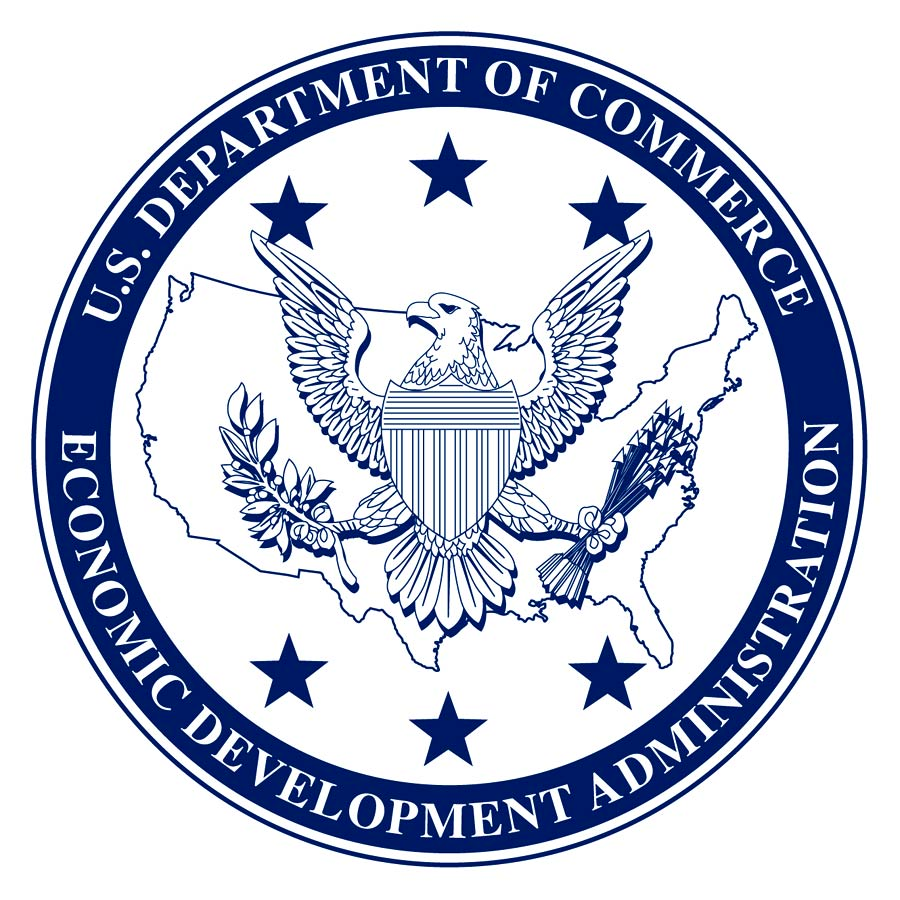 U.S. DEPARTMENT OF COMMERCE
ECONOMIC DEVELOPMENT ADMINISTRATION